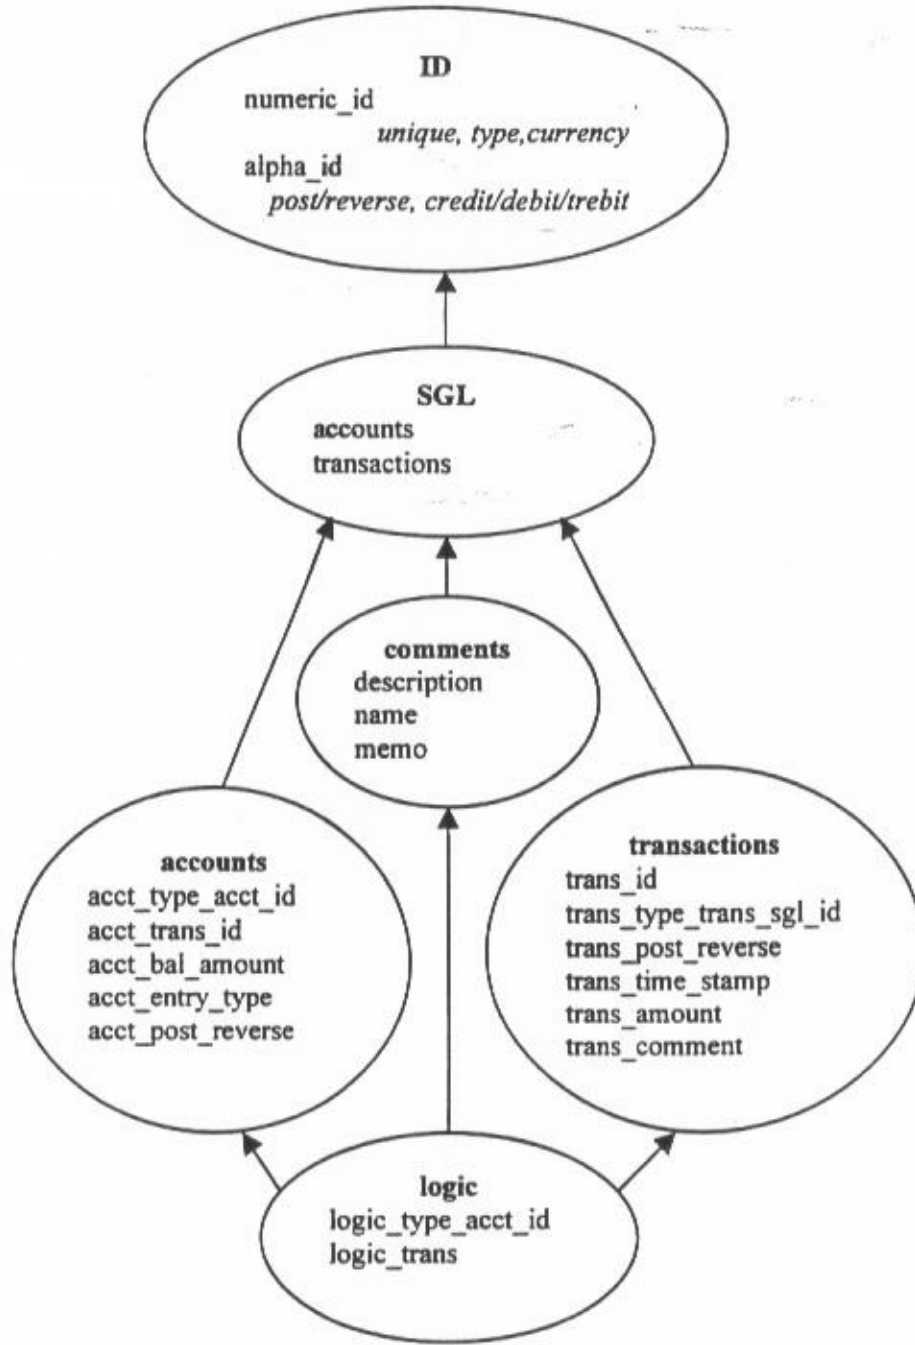 ID
numeric_id
unique, type,currency
alpha_id
post/reverse, credit/debit/trebit
SGL
accounts
transactions
comments
description
name
memo
accounts
acct_type_acct_id
acct_trans_id
acct_bal_amount
acct_entry_type
acct_post_reverse
transactions
trans_id
trans_type_trans_sgl_id
trans_post_reverse
trans_time_stamp
trans_amount
trans_comment
logic
logic_type_acct_id
logic_trans